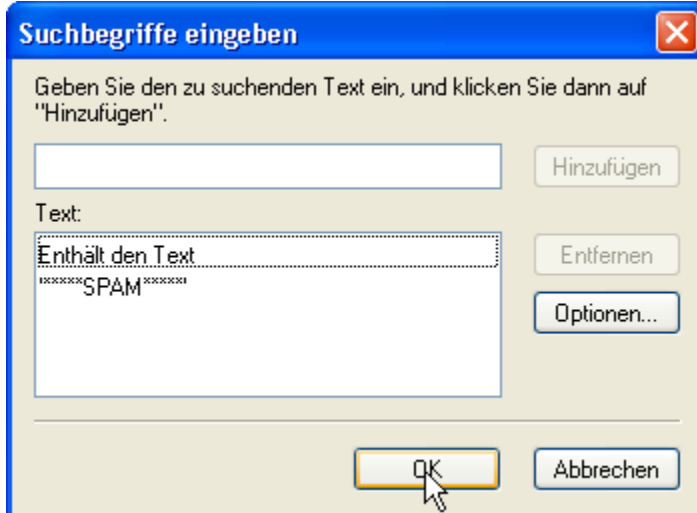 Suchbegriffe eingeben
Geben Sie den zu suchenden Text ein, und klicken Sie dann auf
"Hinzufügen".
Hinzufügen
Text:
Enthält den Text
Entfernen
'*****SPAM*****'
Optionen...
OK
Abbrechen